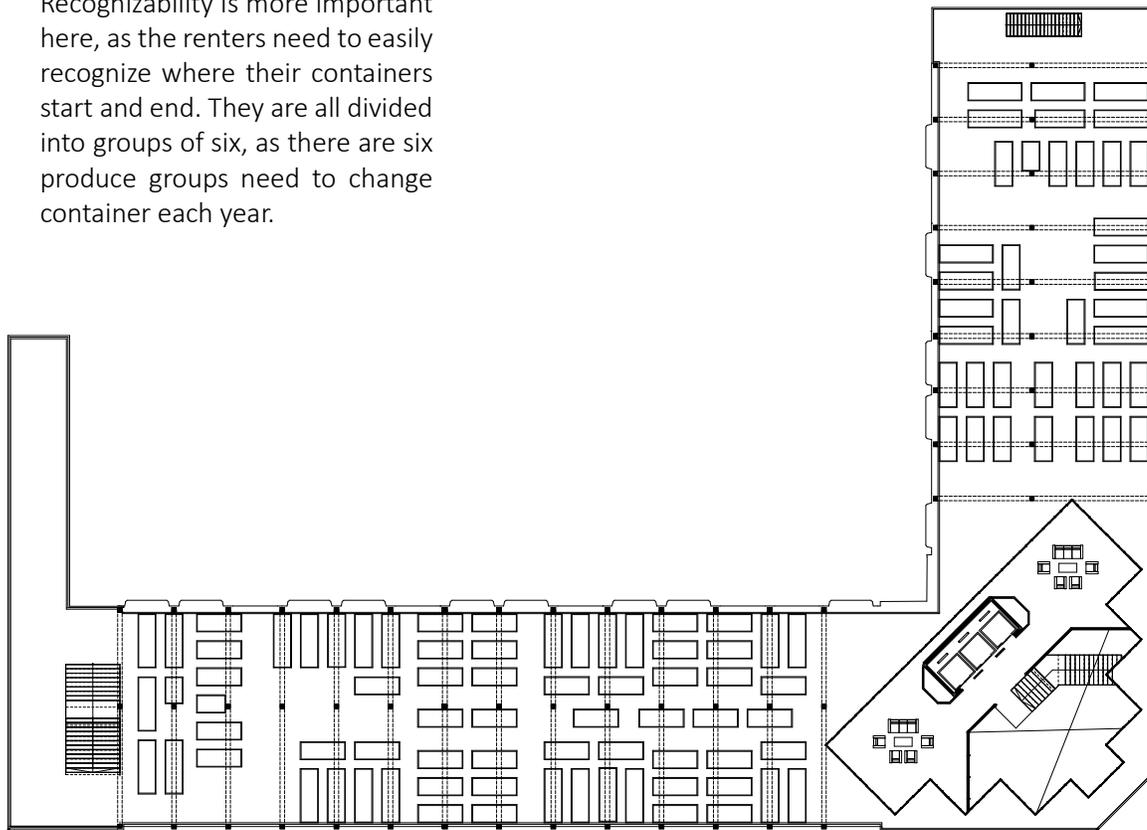 Recognizability is more important
here, as the renters need to easily
recognize where their containers
start and end. They are all divided
into groups of six, as there are six
produce groups need to change
container each year.